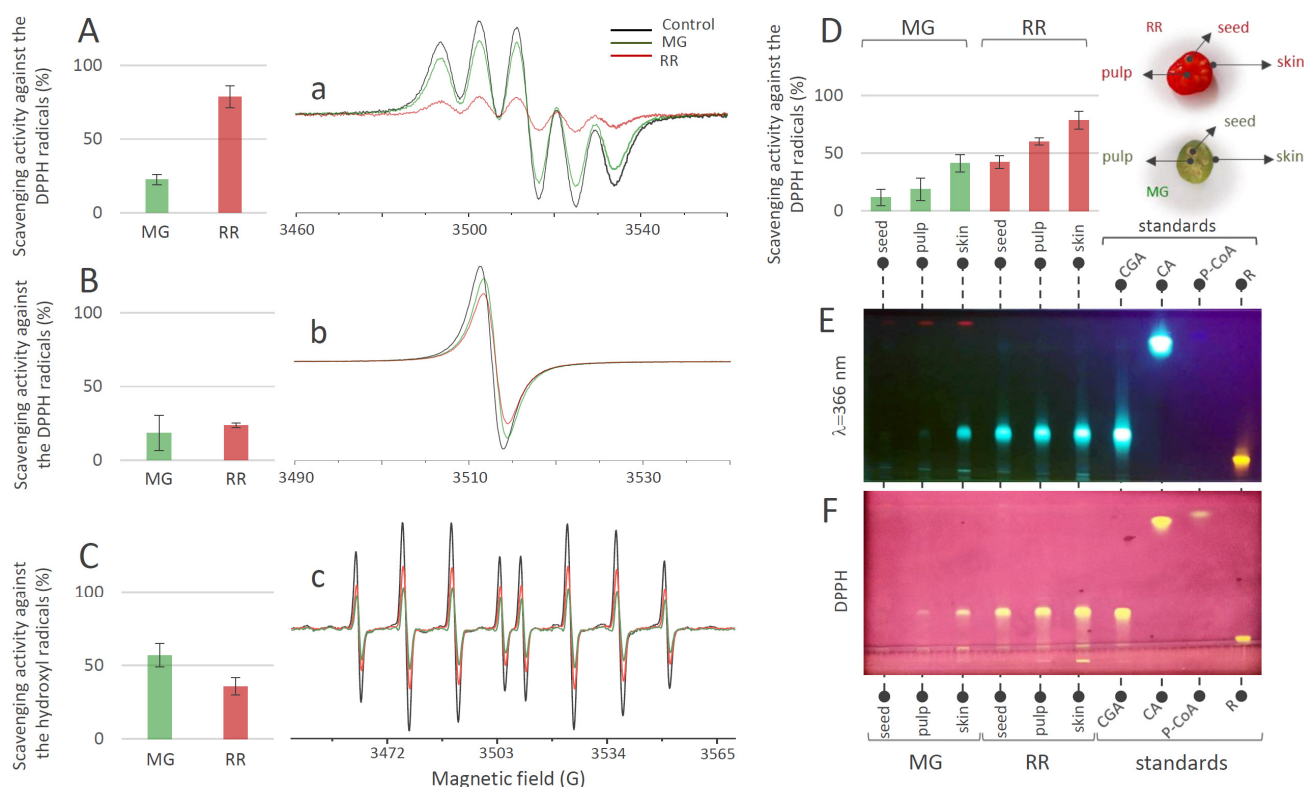 A
Scavenging activity against the
DPPH radicals (%)
100
50
0
MG
RR
a
Control
MG
RR
3460
3500
3540
B
Scavenging activity against
the DPPH radicals (%)
100
50
0
MG
RR
b
3490
3510
3530
C
Scavenging activity against
the hydroxyl radicals (%)
100
50
0
MG
RR
c
3472
3503
3534
3565
Magnetic field (G)
D
MG
RR
Scavenging activity against the
DPPH radicals (%)
100
50
0
seed
pulp
skin
seed
pulp
skin
RR
seed
pulp
skin
seed
pulp
skin
MG
standards
CGA
CA
P-CoA
R
E
λ=366 nm
F
DPPH
seed
pulp
skin
seed
pulp
skin
CGA
CA
P-CoA
R
MG
RR
standards